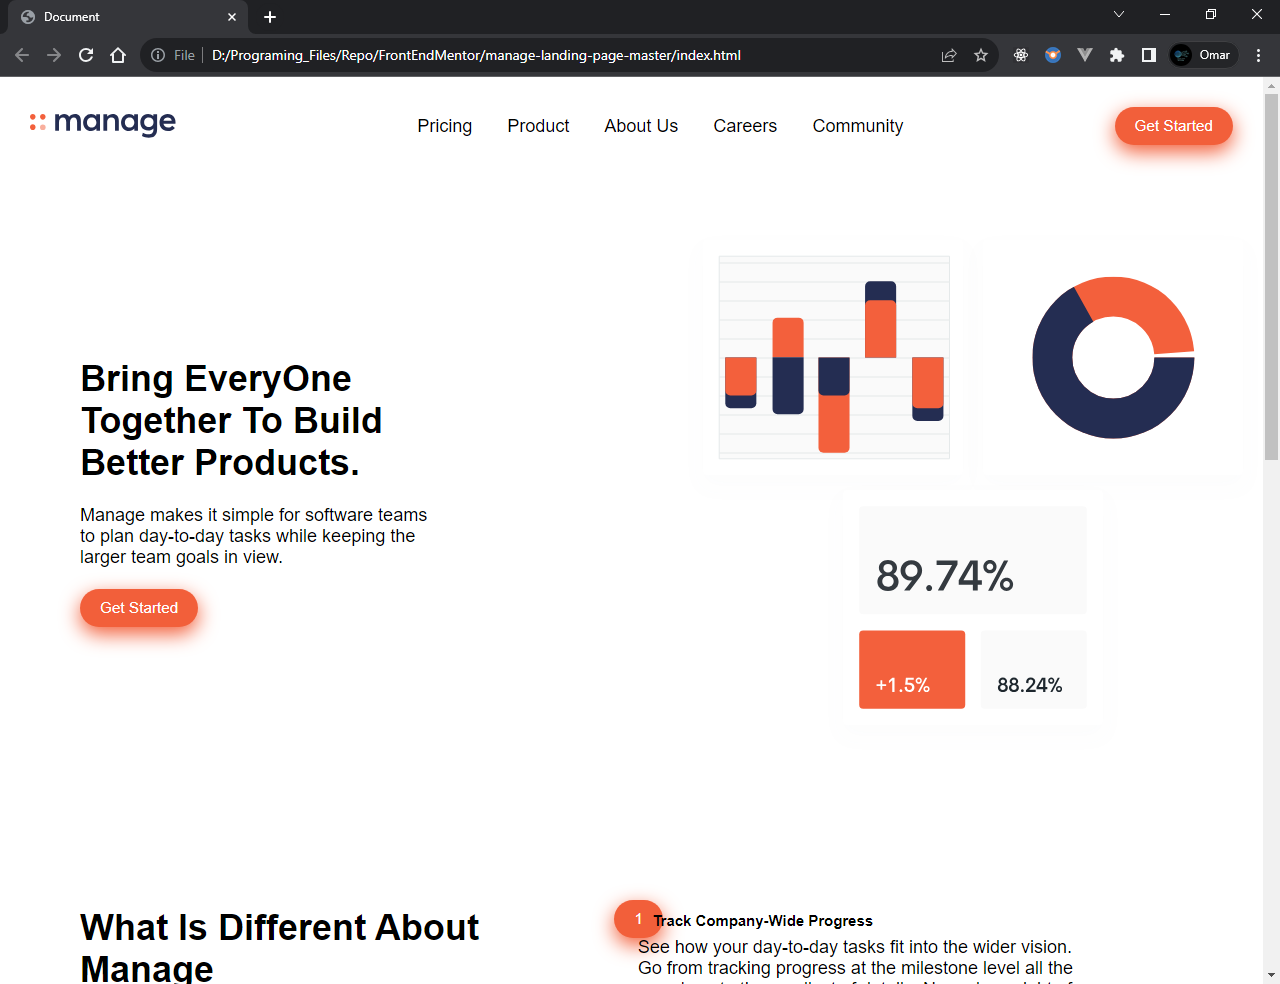 Document
File
D:/Programing_Files/Repo/FrontEndMentor/manage-landing-page-master/index.html
Omar
manage
Pricing
Product
About Us
Careers
Community
Get Started
Bring EveryOne
Together To Build
Better Products.
Manage makes it simple for software teams
to plan day-to-day tasks while keeping the
larger team goals in view.
Get Started
89.74%
+1.5%
88.24%
What Is Different About
Manage
1
Track Company-Wide Progress
See how your day-to-day tasks fit into the wider vision.
Go from tracking progress at the milestone level all the